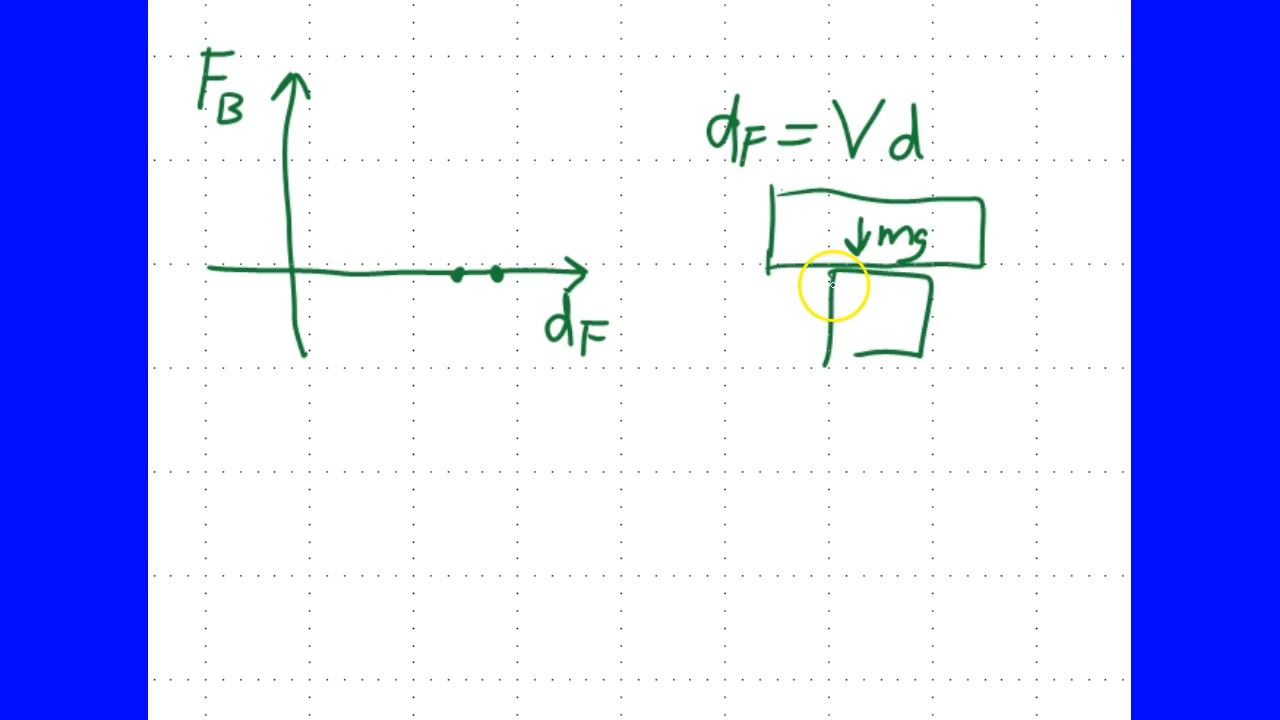 F_B
d_F = Vd
mg
d_F